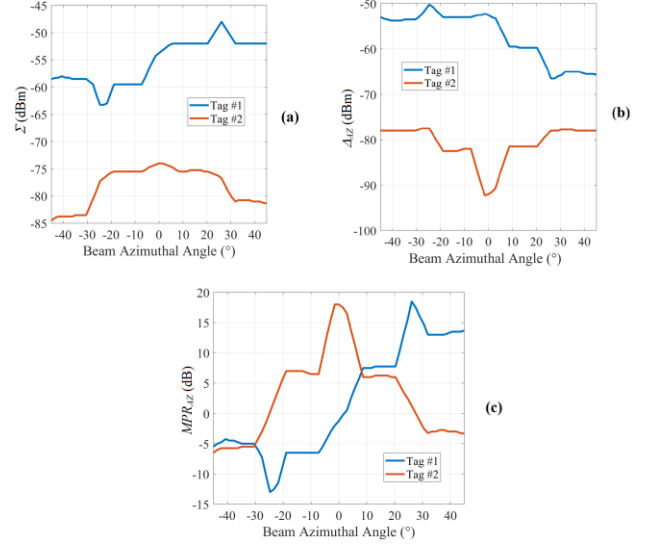 -45
-50
-55
-60
-65
-70
-75
-80
-85
Σ (dBm)
Tag #1
Tag #2
-40 -30 -20 -10 0 10 20 30 40
Beam Azimuthal Angle (°)
(a)
-50
-60
-70
-80
-90
-100
Δ_AZ (dBm)
Tag #1
Tag #2
-40 -30 -20 -10 0 10 20 30 40
Beam Azimuthal Angle (°)
(b)
20
15
10
5
0
-5
-10
-15
MPR_AZ (dB)
Tag #1
Tag #2
-40 -30 -20 -10 0 10 20 30 40
Beam Azimuthal Angle (°)
(c)